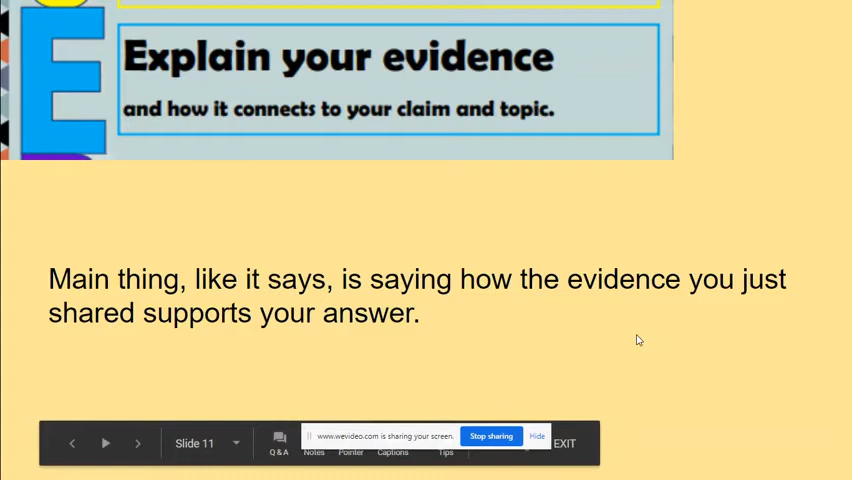 E
Explain your evidence
and how it connects to your claim and topic.
Main thing, like it says, is saying how the evidence you just
shared supports your answer.
Slide 11
www.wevideo.com is sharing your screen.
Stop sharing
Hide
EXIT
Q & A
Notes
Pointer
Captions
Tips